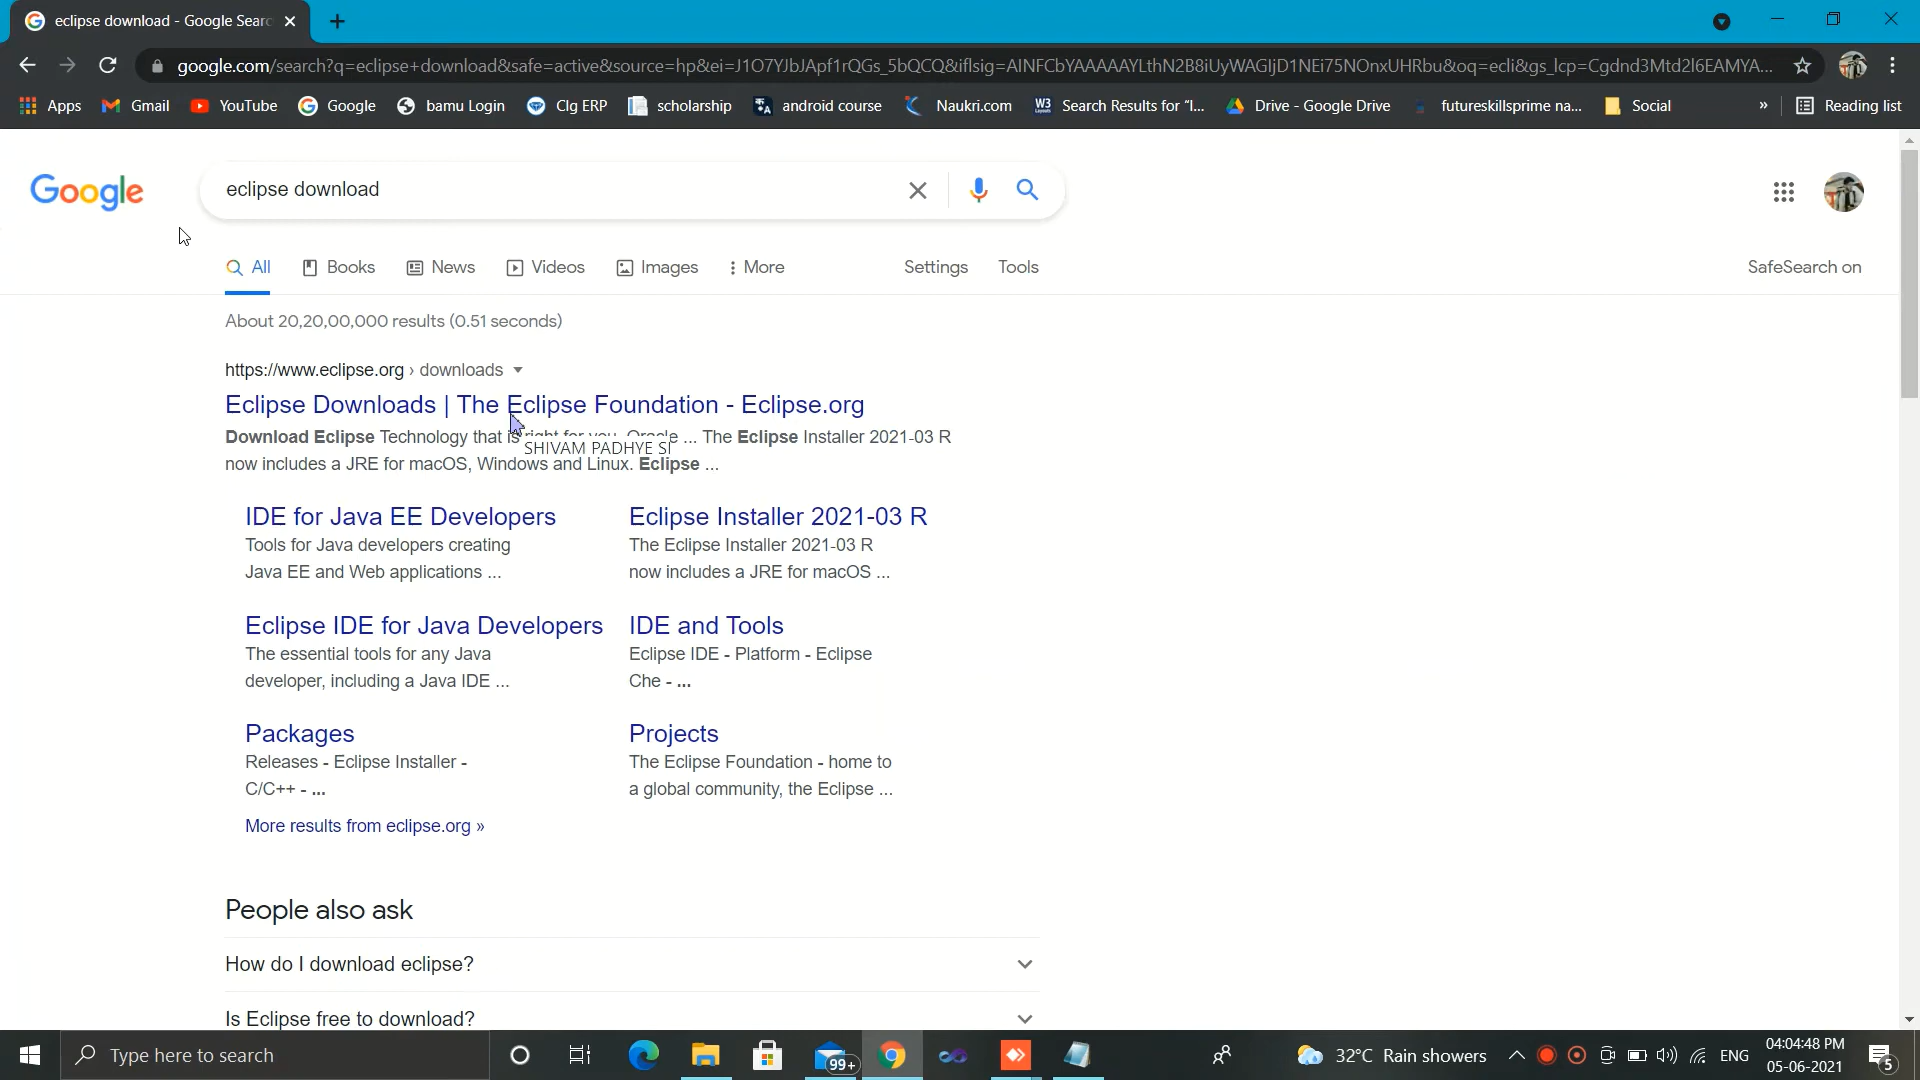 eclipse download - Google Searc
google.com/search?q=eclipse+download&safe=active&source=hp&ei=J1O7YJbJApf1rQGs_5bQCQ&iflsig=AINFCbYAAAAAYLthN2B8iUyWAGIjD1NEi75NOnxUHRbu&oq=ecli&gs_lcp=Cgdnd3Mtd2l6EAMYA...
Apps Gmail YouTube Google bamu Login Clg ERP scholarship android course Naukri.com Search Results for "I... Drive - Google Drive futureskillsprime na... Social » Reading list
Google eclipse download
All Books News Videos Images More Settings Tools SafeSearch on
About 20,20,00,000 results (0.51 seconds)
https://www.eclipse.org › downloads
Eclipse Downloads | The Eclipse Foundation - Eclipse.org
Download Eclipse Technology that is right for you. Oracle ... The Eclipse Installer 2021-03 R
SHIVAM PADHYE SI
now includes a JRE for macOS, Windows and Linux. Eclipse ...
IDE for Java EE Developers
Tools for Java developers creating
Java EE and Web applications ...
Eclipse Installer 2021-03 R
The Eclipse Installer 2021-03 R
now includes a JRE for macOS ...
Eclipse IDE for Java Developers
The essential tools for any Java
developer, including a Java IDE ...
IDE and Tools
Eclipse IDE - Platform - Eclipse
Che - ...
Packages
Releases - Eclipse Installer -
C/C++ - ...
Projects
The Eclipse Foundation - home to
a global community, the Eclipse ...
More results from eclipse.org »
People also ask
How do I download eclipse?
Is Eclipse free to download?
Type here to search 99+ 32°C Rain showers ENG 04:04:48 PM
05-06-2021 5